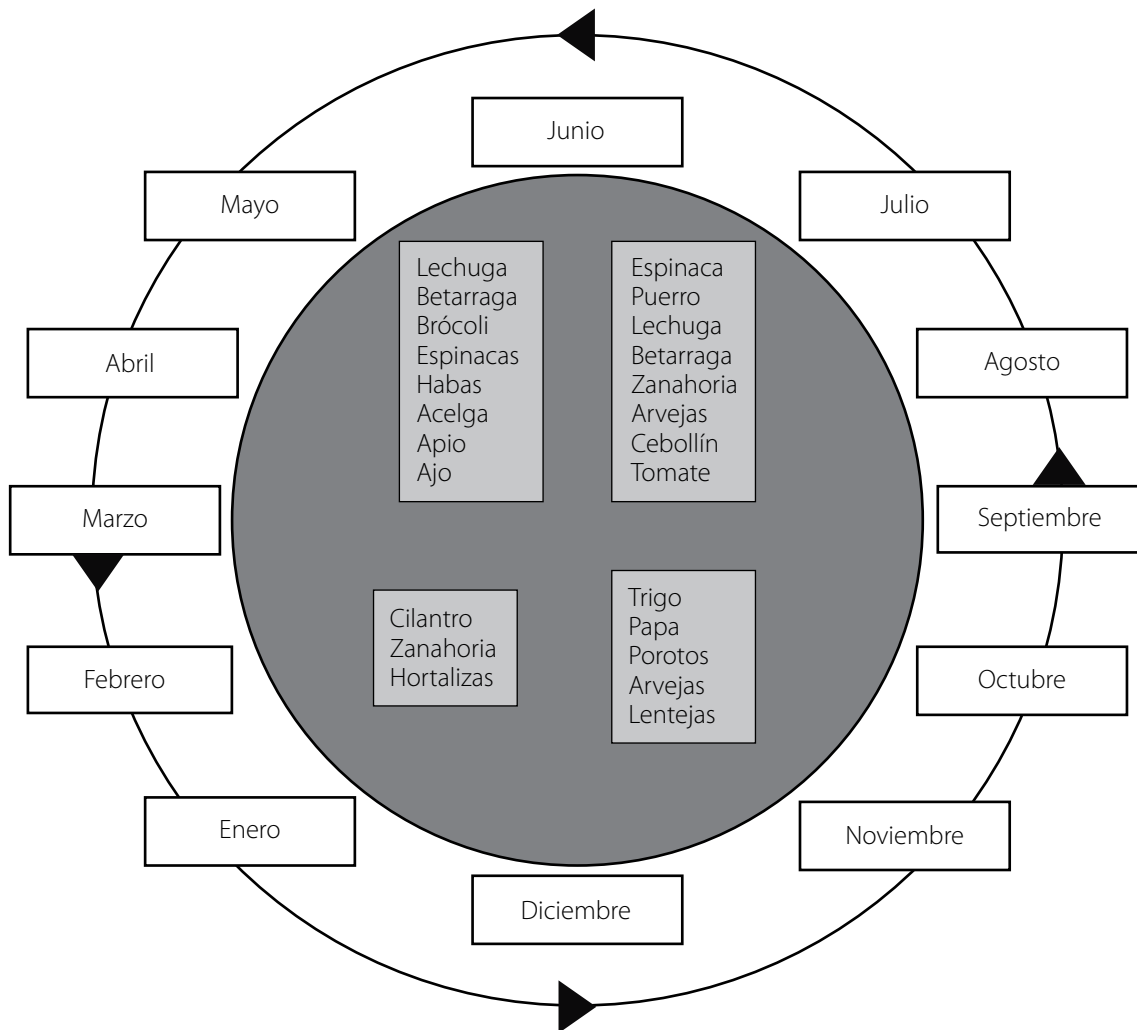 Junio
Mayo
Julio
Lechuga
Betarraga
Brócoli
Espinacas
Habas
Acelga
Apio
Ajo
Espinaca
Puerro
Lechuga
Betarraga
Zanahoria
Arvejas
Cebollín
Tomate
Abril
Agosto
Marzo
Septiembre
Cilantro
Zanahoria
Hortalizas
Trigo
Papa
Porotos
Arvejas
Lentejas
Febrero
Octubre
Enero
Noviembre
Diciembre